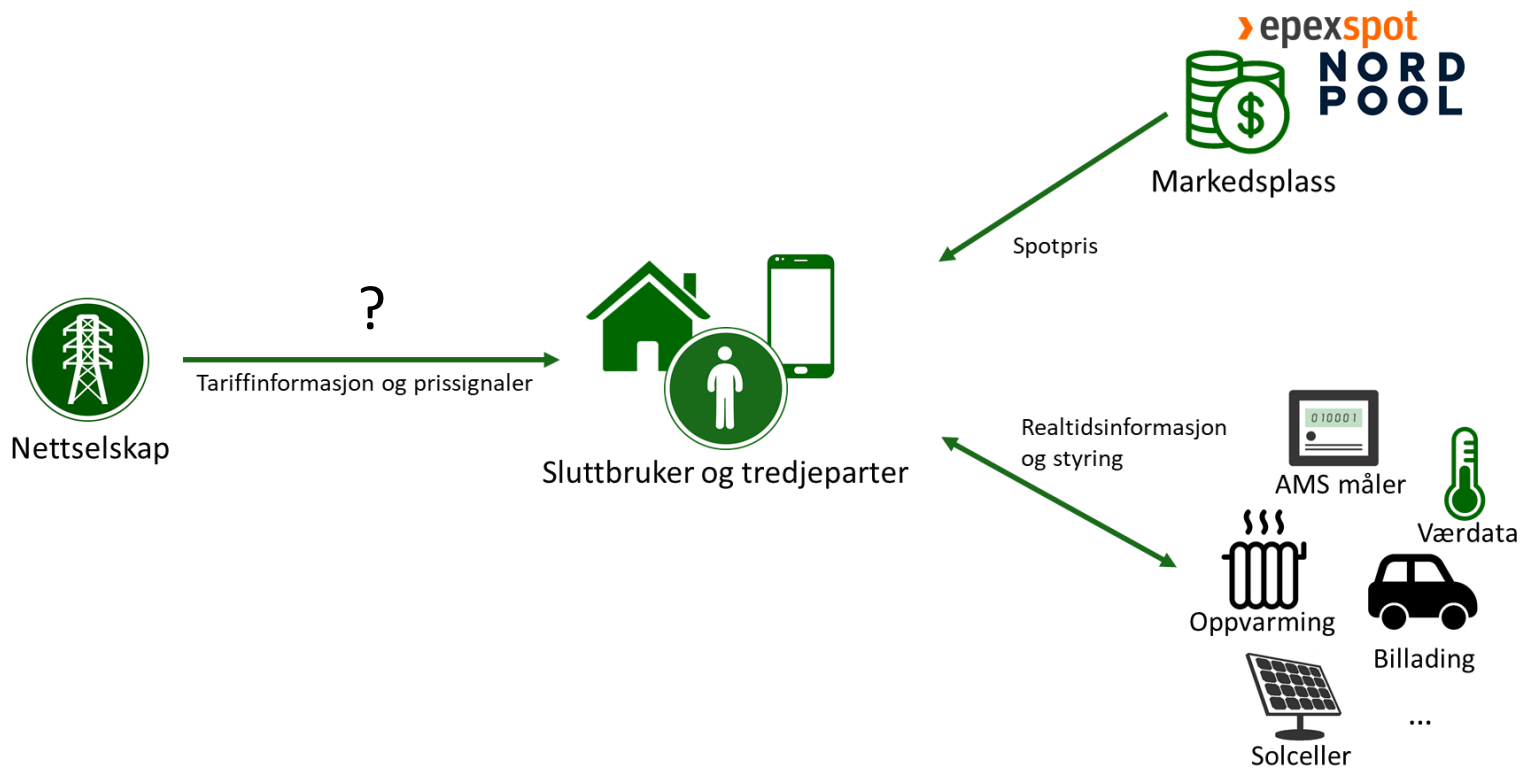 epexspot
NORD
POOL
$
Markedsplass
Spotpris
?
Tariffinformasjon og prissignaler
Nettselskap
Sluttbruker og tredjeparter
Realtidsinformasjon
og styring
010001
AMS måler
Værdata
Oppvarming
Billading
Solceller
...